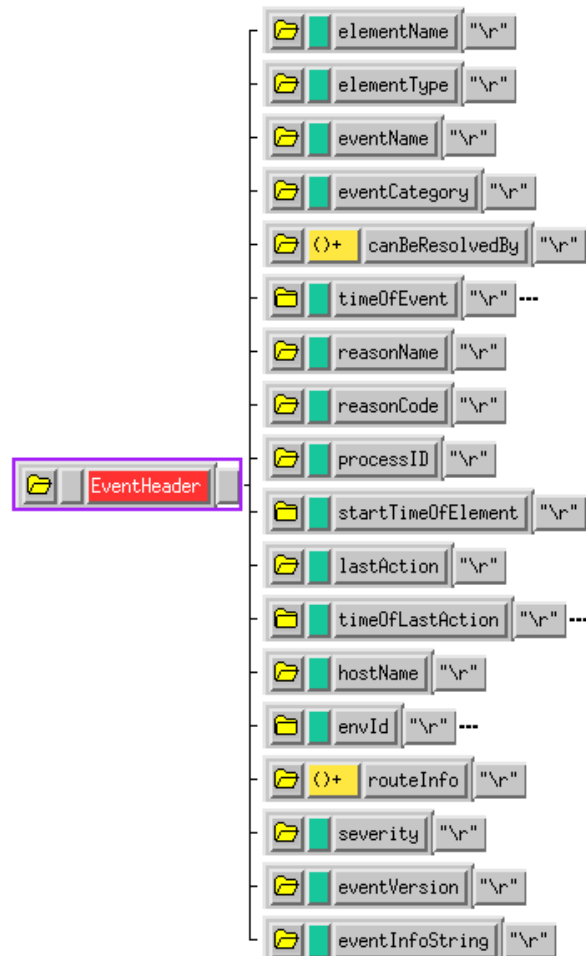 elementName "\r"
elementType "\r"
eventName "\r"
eventCategory "\r"
()+ canBeResolvedBy "\r"
timeOfEvent "\r" ---
reasonName "\r"
reasonCode "\r"
processID "\r"
EventHeader
startTimeOfElement "\r"
lastAction "\r"
timeOfLastAction "\r" ---
hostName "\r"
envId "\r" ---
()+ routeInfo "\r"
severity "\r"
eventVersion "\r"
eventInfoString "\r"